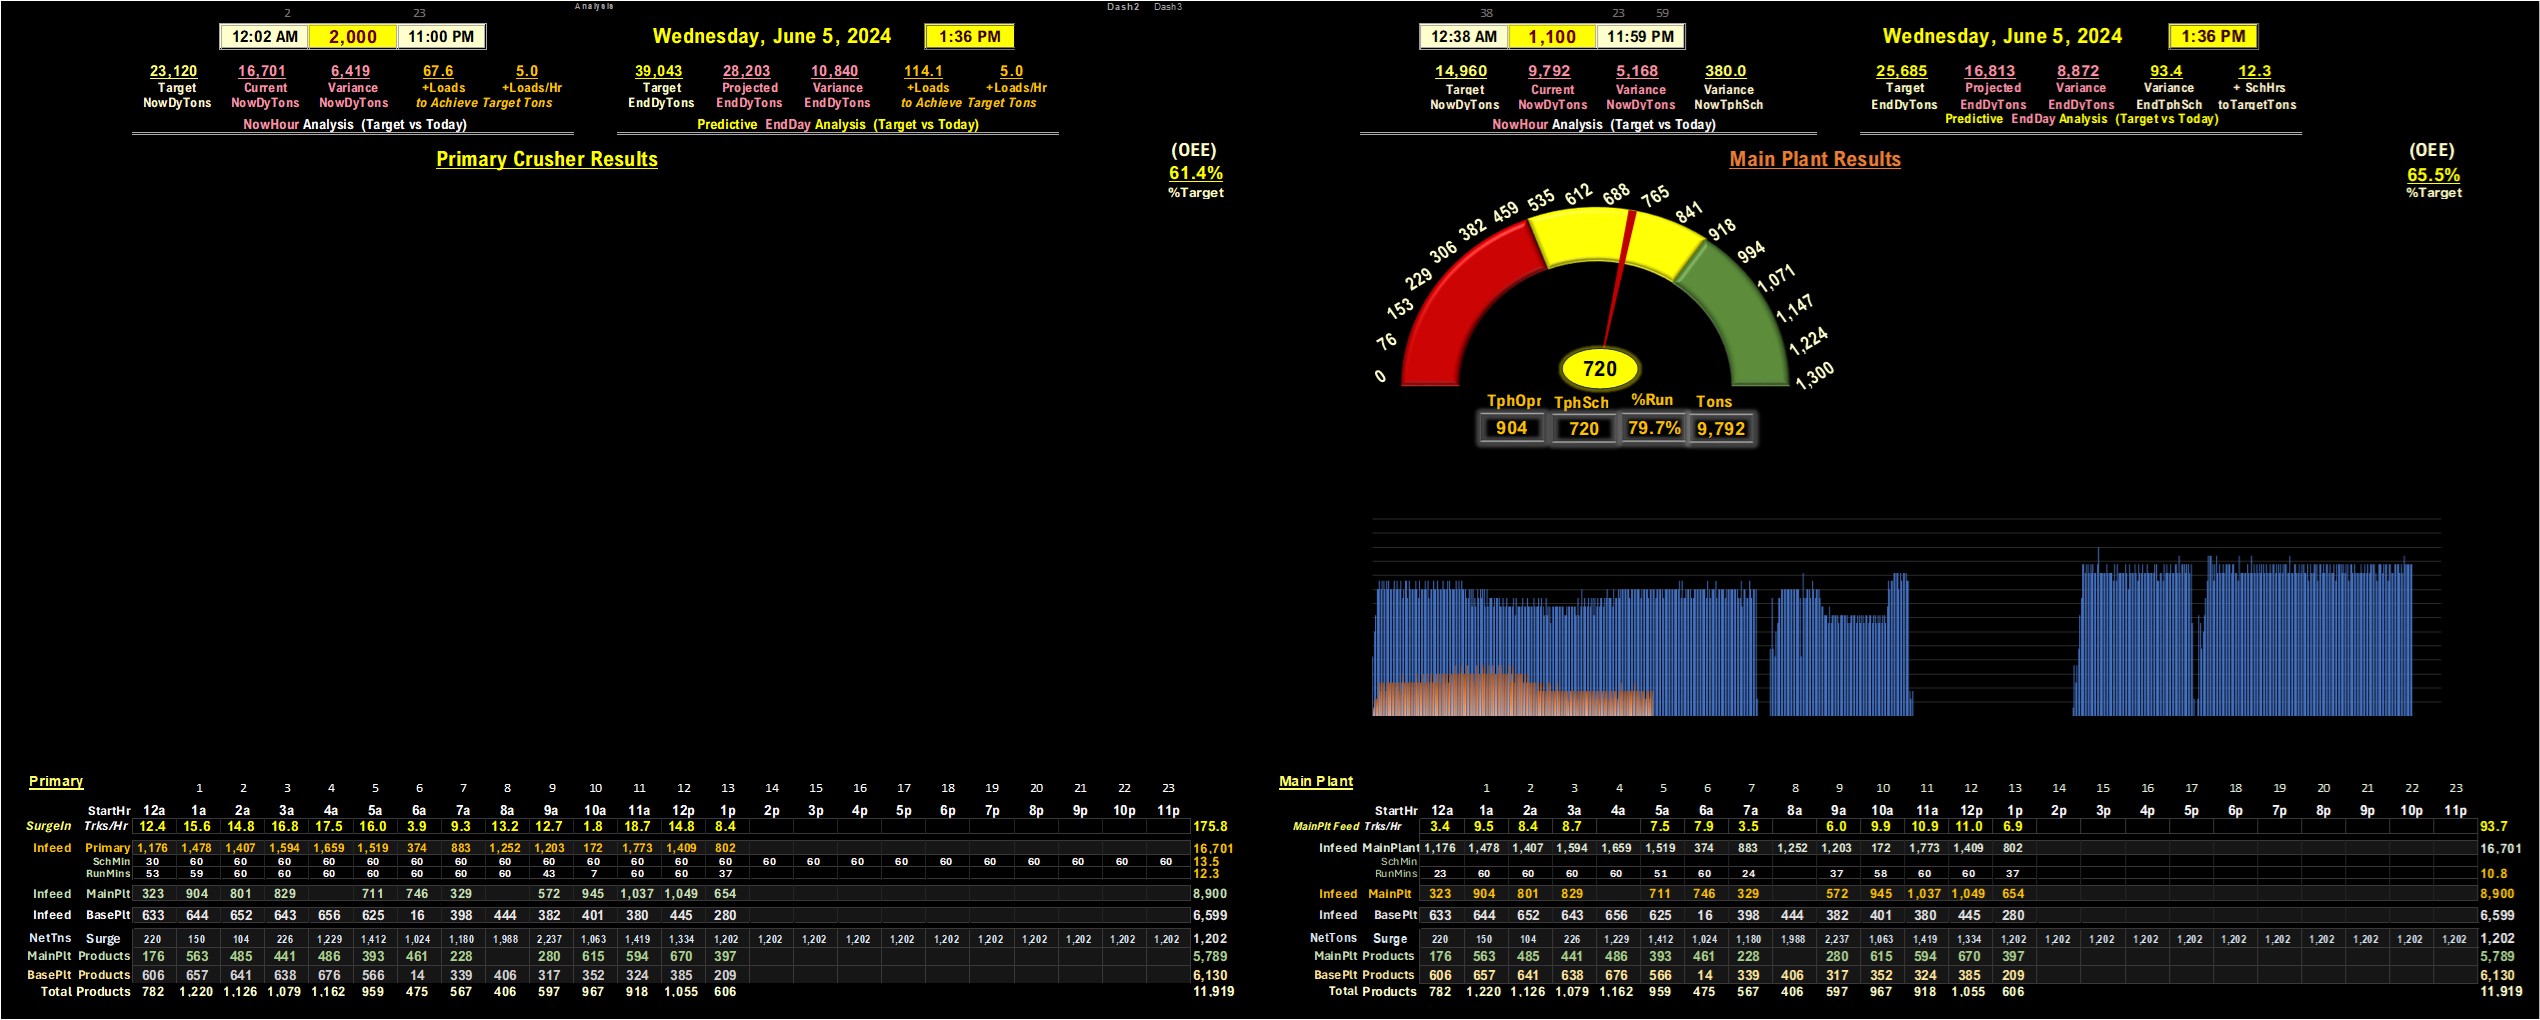 Analysis Dash2 Dash3
2 23
12:02 AM 2,000 11:00 PM Wednesday, June 5, 2024 1:36 PM
23,120 16,701 6,419 67.6 5.0 39,043 28,203 10,840 114.1 5.0
Target Current Variance +Loads +Loads/Hr Target Projected Variance +Loads +Loads/Hr
NowDyTons NowDyTons NowDyTons to Achieve Target Tons EndDyTons EndDyTons EndDyTons to Achieve Target Tons
NowHour Analysis (Target vs Today) Predictive EndDay Analysis (Target vs Today)
Primary Crusher Results
(OEE)
61.4%
%Target
38 23 59
12:38 AM 1,100 11:59 PM Wednesday, June 5, 2024 1:36 PM
14,960 9,792 5,168 380.0 25,685 16,813 8,872 93.4 12.3
Target Current Variance Variance Target Projected Variance Variance + SchHrs
NowDyTons NowDyTons NowDyTons NowTphSch EndDyTons EndDyTons EndDyTons EndTphSch toTargetTons
NowHour Analysis (Target vs Today) Predictive EndDay Analysis (Target vs Today)
Main Plant Results
(OEE)
65.5%
%Target
0 76 153 229 306 382 459 535 612 688 765 841 918 994 1,071 1,147 1,224 1,300
720
TphOpr TphSch %Run Tons
904 720 79.7% 9,792
Primary
1 2 3 4 5 6 7 8 9 10 11 12 13 14 15 16 17 18 19 20 21 22 23
StartHr 12a 1a 2a 3a 4a 5a 6a 7a 8a 9a 10a 11a 12p 1p 2p 3p 4p 5p 6p 7p 8p 9p 10p 11p
SurgeIn Trks/Hr 12.4 15.6 14.8 16.8 17.5 16.0 3.9 9.3 13.2 12.7 1.8 18.7 14.8 8.4 175.8
Infeed Primary 1,176 1,478 1,407 1,594 1,659 1,519 374 883 1,252 1,203 172 1,773 1,409 802 16,701
SchMin 30 60 60 60 60 60 60 60 60 60 60 60 60 60 60 60 60 60 60 60 60 60 60 60 13.5
RunMins 53 59 60 60 60 60 60 60 60 43 7 60 60 37 12.3
Infeed MainPlt 323 904 801 829 711 746 329 572 945 1,037 1,049 654 8,900
Infeed BasePlt 633 644 652 643 656 625 16 398 444 382 401 380 445 280 6,599
NetTns Surge 220 150 104 226 1,229 1,412 1,024 1,180 1,988 2,237 1,063 1,419 1,334 1,202 1,202 1,202 1,202 1,202 1,202 1,202 1,202 1,202 1,202 1,202 1,202
MainPlt Products 176 563 485 441 486 393 461 228 280 615 594 670 397 5,789
BasePlt Products 606 657 641 638 676 566 14 339 406 317 352 324 385 209 6,130
Total Products 782 1,220 1,126 1,079 1,162 959 475 567 406 597 967 918 1,055 606 11,919
Main Plant
1 2 3 4 5 6 7 8 9 10 11 12 13 14 15 16 17 18 19 20 21 22 23
StartHr 12a 1a 2a 3a 4a 5a 6a 7a 8a 9a 10a 11a 12p 1p 2p 3p 4p 5p 6p 7p 8p 9p 10p 11p
MainPlt Feed Trks/Hr 3.4 9.5 8.4 8.7 7.5 7.9 3.5 6.0 9.9 10.9 11.0 6.9 93.7
Infeed MainPlant 1,176 1,478 1,407 1,594 1,659 1,519 374 883 1,252 1,203 172 1,773 1,409 802 16,701
SchMin
RunMins 23 60 60 60 60 51 60 24 37 58 60 60 37 10.8
Infeed MainPlt 323 904 801 829 711 746 329 572 945 1,037 1,049 654 8,900
Infeed BasePlt 633 644 652 643 656 625 16 398 444 382 401 380 445 280 6,599
NetTons Surge 220 150 104 226 1,229 1,412 1,024 1,180 1,988 2,237 1,063 1,419 1,334 1,202 1,202 1,202 1,202 1,202 1,202 1,202 1,202 1,202 1,202 1,202 1,202
MainPlt Products 176 563 485 441 486 393 461 228 280 615 594 670 397 5,789
BasePlt Products 606 657 641 638 676 566 14 339 406 317 352 324 385 209 6,130
Total Products 782 1,220 1,126 1,079 1,162 959 475 567 406 597 967 918 1,055 606 11,919